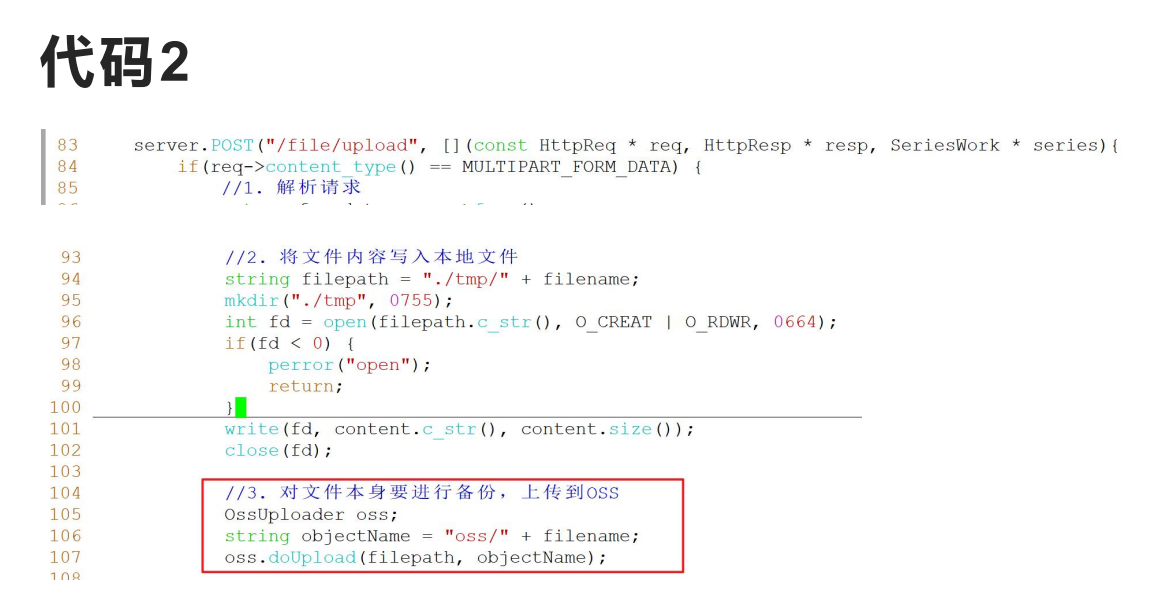 代码2
83 server.POST("/file/upload", [](const HttpReq * req, HttpResp * resp, SeriesWork * series){
84 if(req->content_type() == MULTIPART_FORM_DATA) {
85 //1. 解析请求
93 //2. 将文件内容写入本地文件
94 string filepath = "./tmp/" + filename;
95 mkdir("./tmp", 0755);
96 int fd = open(filepath.c_str(), O_CREAT | O_RDWR, 0664);
97 if(fd < 0) {
98 perror("open");
99 return;
100 }
101 write(fd, content.c_str(), content.size());
102 close(fd);
103
104 //3. 对文件本身要进行备份，上传到OSS
105 OssUploader oss;
106 string objectName = "oss/" + filename;
107 oss.doUpload(filepath, objectName);
108